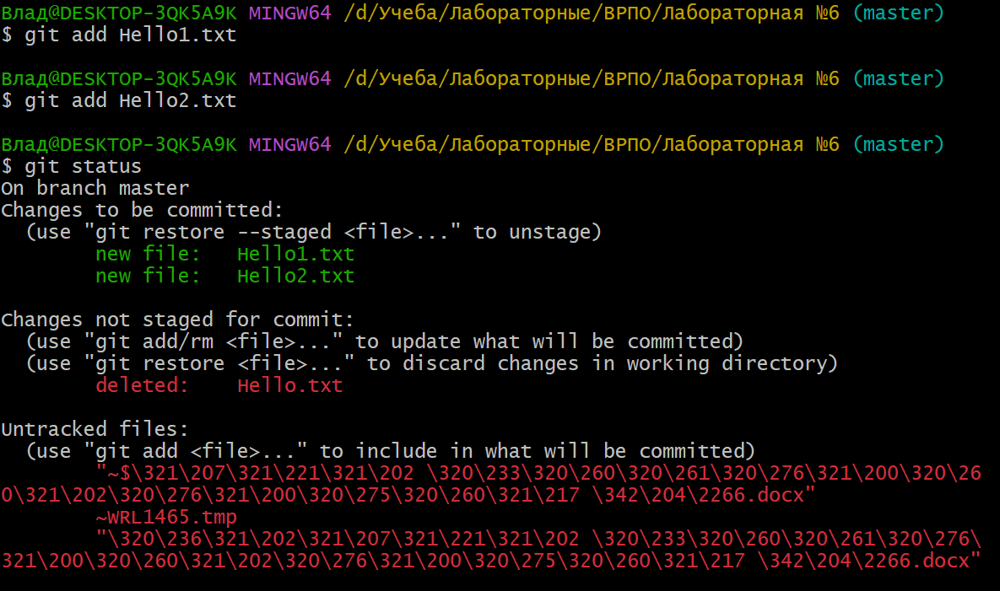 Влад@DESKTOP-3QK5A9K MINGW64 /d/Учеба/Лабораторные/ВРПО/Лабораторная №6 (master)
$ git add Hello1.txt
Влад@DESKTOP-3QK5A9K MINGW64 /d/Учеба/Лабораторные/ВРПО/Лабораторная №6 (master)
$ git add Hello2.txt
Влад@DESKTOP-3QK5A9K MINGW64 /d/Учеба/Лабораторные/ВРПО/Лабораторная №6 (master)
$ git status
On branch master
Changes to be committed:
  (use "git restore --staged <file>..." to unstage)
        new file:   Hello1.txt
        new file:   Hello2.txt
Changes not staged for commit:
  (use "git add/rm <file>..." to update what will be committed)
  (use "git restore <file>..." to discard changes in working directory)
        deleted:    Hello.txt
Untracked files:
  (use "git add <file>..." to include in what will be committed)
        "~$\321\207\321\221\321\202 \320\233\320\260\320\261\320\276\321\200\320\26
0\321\202\320\276\321\200\320\275\320\260\321\217 \342\204\2266.docx"
        ~WRL1465.tmp
        "\320\236\321\202\321\207\321\221\321\202 \320\233\320\260\320\261\320\276\
321\200\320\260\321\202\320\276\321\200\320\275\320\260\321\217 \342\204\2266.docx"